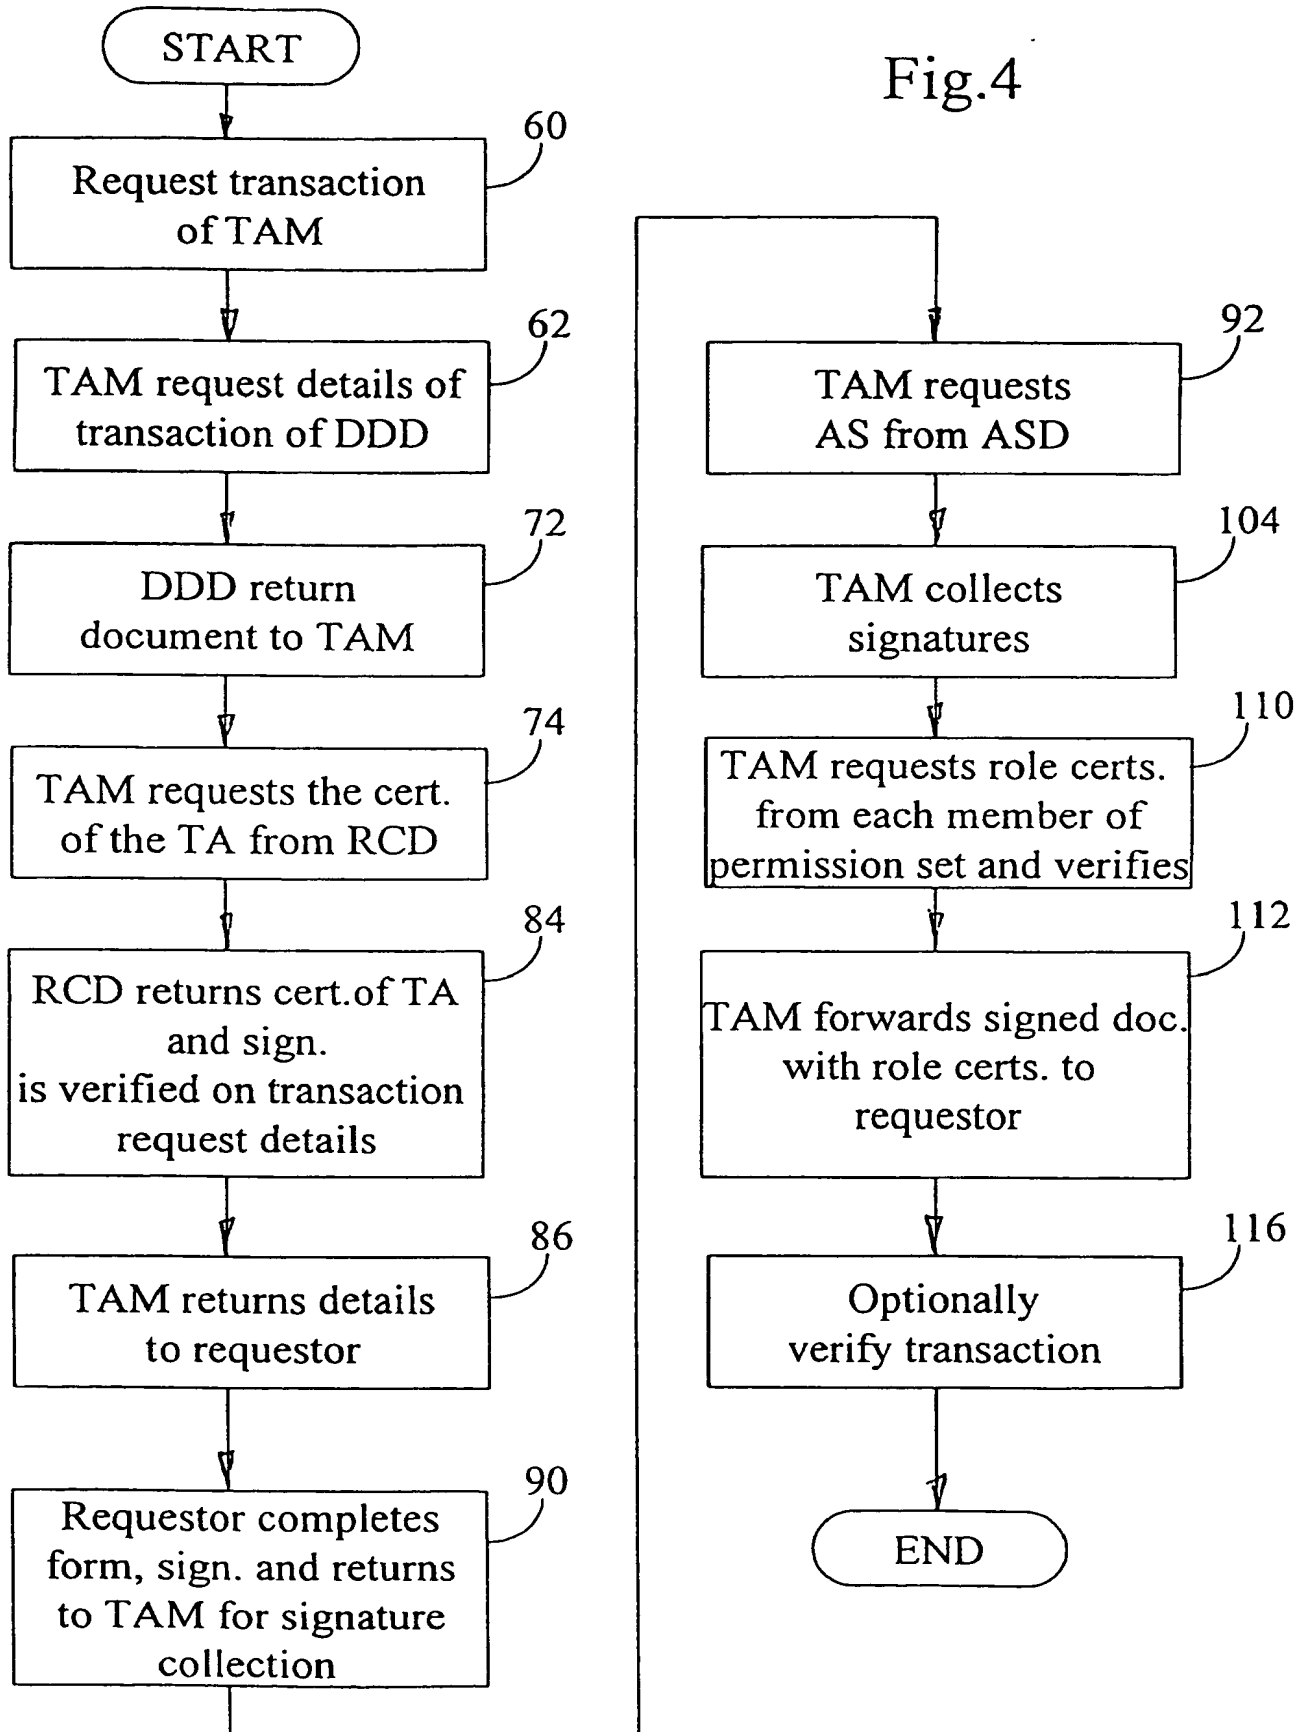 START
Fig.4
60
Request transaction
of TAM
62
TAM request details of
transaction of DDD
72
DDD return
document to TAM
74
TAM requests the cert.
of the TA from RCD
84
RCD returns cert.of TA
and sign.
is verified on transaction
request details
86
TAM returns details
to requestor
90
Requestor completes
form, sign. and returns
to TAM for signature
collection
92
TAM requests
AS from ASD
104
TAM collects
signatures
110
TAM requests role certs.
from each member of
permission set and verifies
112
TAM forwards signed doc.
with role certs. to
requestor
116
Optionally
verify transaction
END